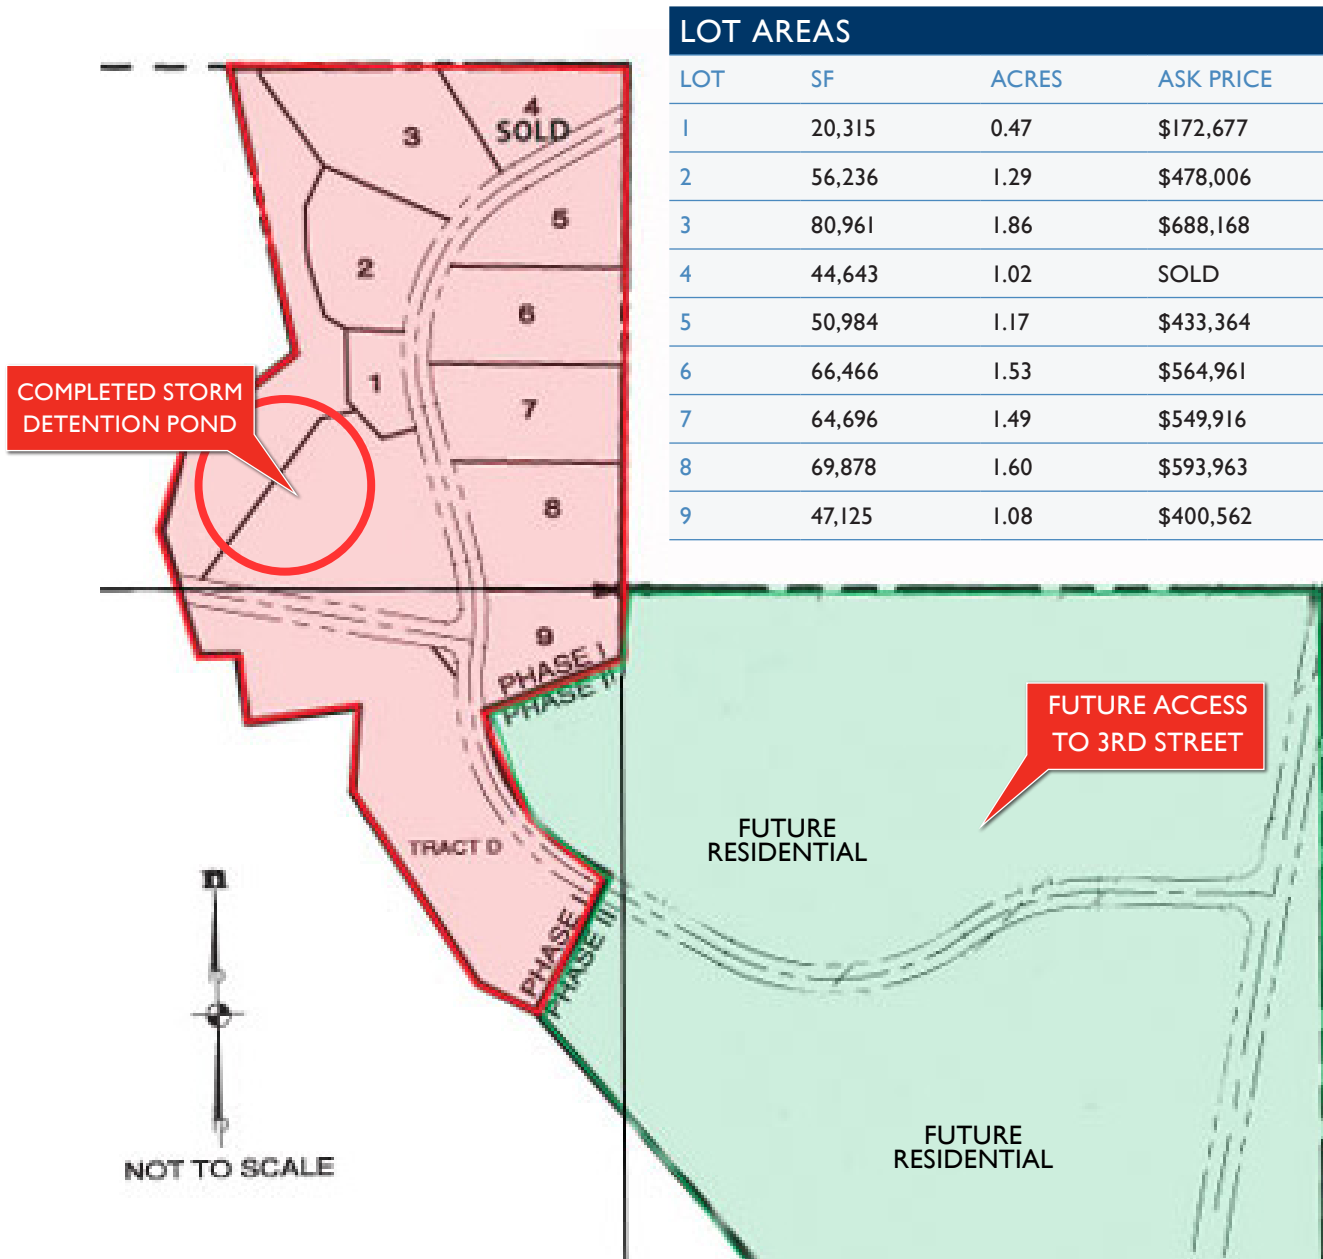 LOT AREAS
LOT SF ACRES ASK PRICE
1 20,315 0.47 $172,677
2 56,236 1.29 $478,006
3 80,961 1.86 $688,168
4 44,643 1.02 SOLD
5 50,984 1.17 $433,364
6 66,466 1.53 $564,961
7 64,696 1.49 $549,916
8 69,878 1.60 $593,963
9 47,125 1.08 $400,562
4
SOLD
3
5
2
6
1
7
8
9
COMPLETED STORM
DETENTION POND
PHASE I
PHASE II
FUTURE ACCESS
TO 3RD STREET
FUTURE
RESIDENTIAL
TRACT D
PHASE I
PHASE II
n
NOT TO SCALE
FUTURE
RESIDENTIAL